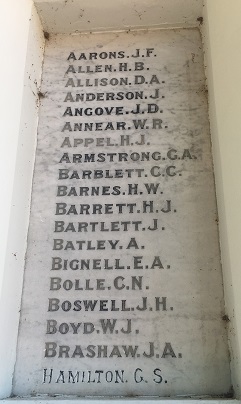 AARONS. J. F.
ALLEN. H. B.
ALLISON. D. A.
ANDERSON. J.
ANGOVE. J. D.
ANNEAR. W. R.
APPEL. H. J.
ARMSTRONG. G. A.
BARBLETT. C. C.
BARNES. H. W.
BARRETT. H. J.
BARTLETT. J.
BATLEY. A.
BIGNELL. E. A.
BOLLE. C. N.
BOSWELL. J. H.
BOYD. W. J.
BRASHAW. J. A.
HAMILTON. G. S.